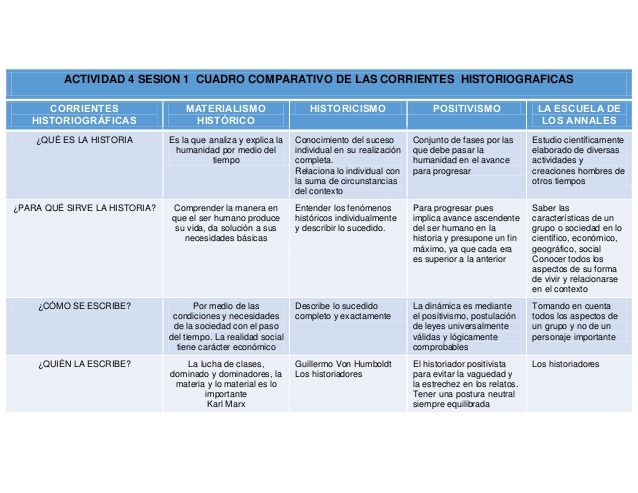 ACTIVIDAD 4 SESION 1 CUADRO COMPARATIVO DE LAS CORRIENTES HISTORIOGRAFICAS
CORRIENTES
HISTORIOGRÁFICAS
MATERIALISMO
HISTÓRICO
HISTORICISMO
POSITIVISMO
LA ESCUELA DE
LOS ANNALES
¿QUÉ ES LA HISTORIA
Es la que analiza y explica la
humanidad por medio del
tiempo
Conocimiento del suceso
individual en su realización
completa.
Relaciona lo individual con
la suma de circunstancias
del contexto
Conjunto de fases por las
que debe pasar la
humanidad en el avance
para progresar
Estudio científicamente
elaborado de diversas
actividades y
creaciones hombres de
otros tiempos
¿PARA QUÉ SIRVE LA HISTORIA?
Comprender la manera en
que el ser humano produce
su vida, da solución a sus
necesidades básicas
Entender los fenómenos
históricos individualmente
y describir lo sucedido.
Para progresar pues
implica avance ascendente
del ser humano en la
historia y presupone un fin
máximo, ya que cada era
es superior a la anterior
Saber las
características de un
grupo o sociedad en lo
científico, económico,
geográfico, social
Conocer todos los
aspectos de su forma
de vivir y relacionarse
en el contexto
¿CÓMO SE ESCRIBE?
Por medio de las
condiciones y necesidades
de la sociedad con el paso
del tiempo. La realidad social
tiene carácter económico
Describe lo sucedido
completo y exactamente
La dinámica es mediante
el positivismo, postulación
de leyes universalmente
válidas y lógicamente
comprobables
Tomando en cuenta
todos los aspectos de
un grupo y no de un
personaje importante
¿QUIÉN LA ESCRIBE?
La lucha de clases,
dominado y dominadores, la
materia y lo material es lo
importante
Karl Marx
Guillermo Von Humboldt
Los historiadores
El historiador positivista
para evitar la vaguedad y
la estrechez en los relatos.
Tener una postura neutral
siempre equilibrada
Los historiadores